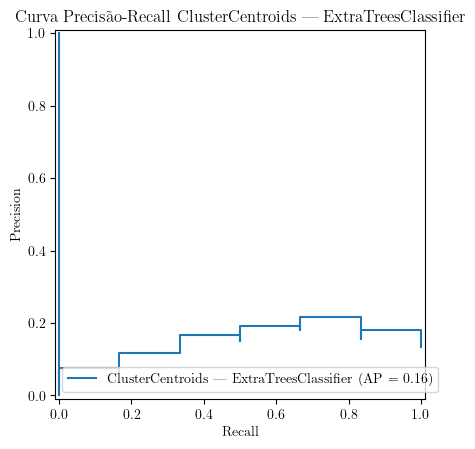 Curva Precisão-Recall ClusterCentroids — ExtraTreesClassifier
1.0
0.8
0.6
0.4
0.2
0.0
Precision
ClusterCentroids — ExtraTreesClassifier (AP = 0.16)
0.0 0.2 0.4 0.6 0.8 1.0
Recall